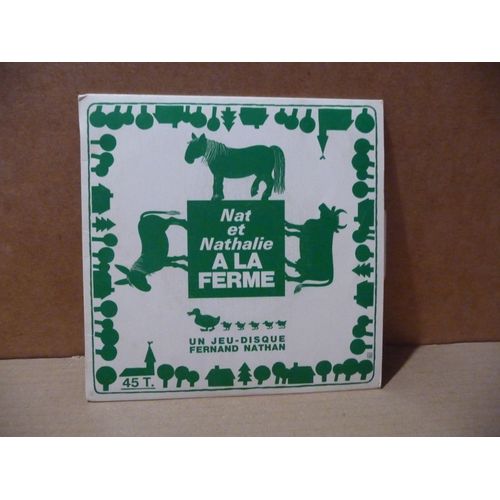 Nat
et
Nathalie
A LA
FERME
UN JEU-DISQUE
FERNAND NATHAN
45 T.